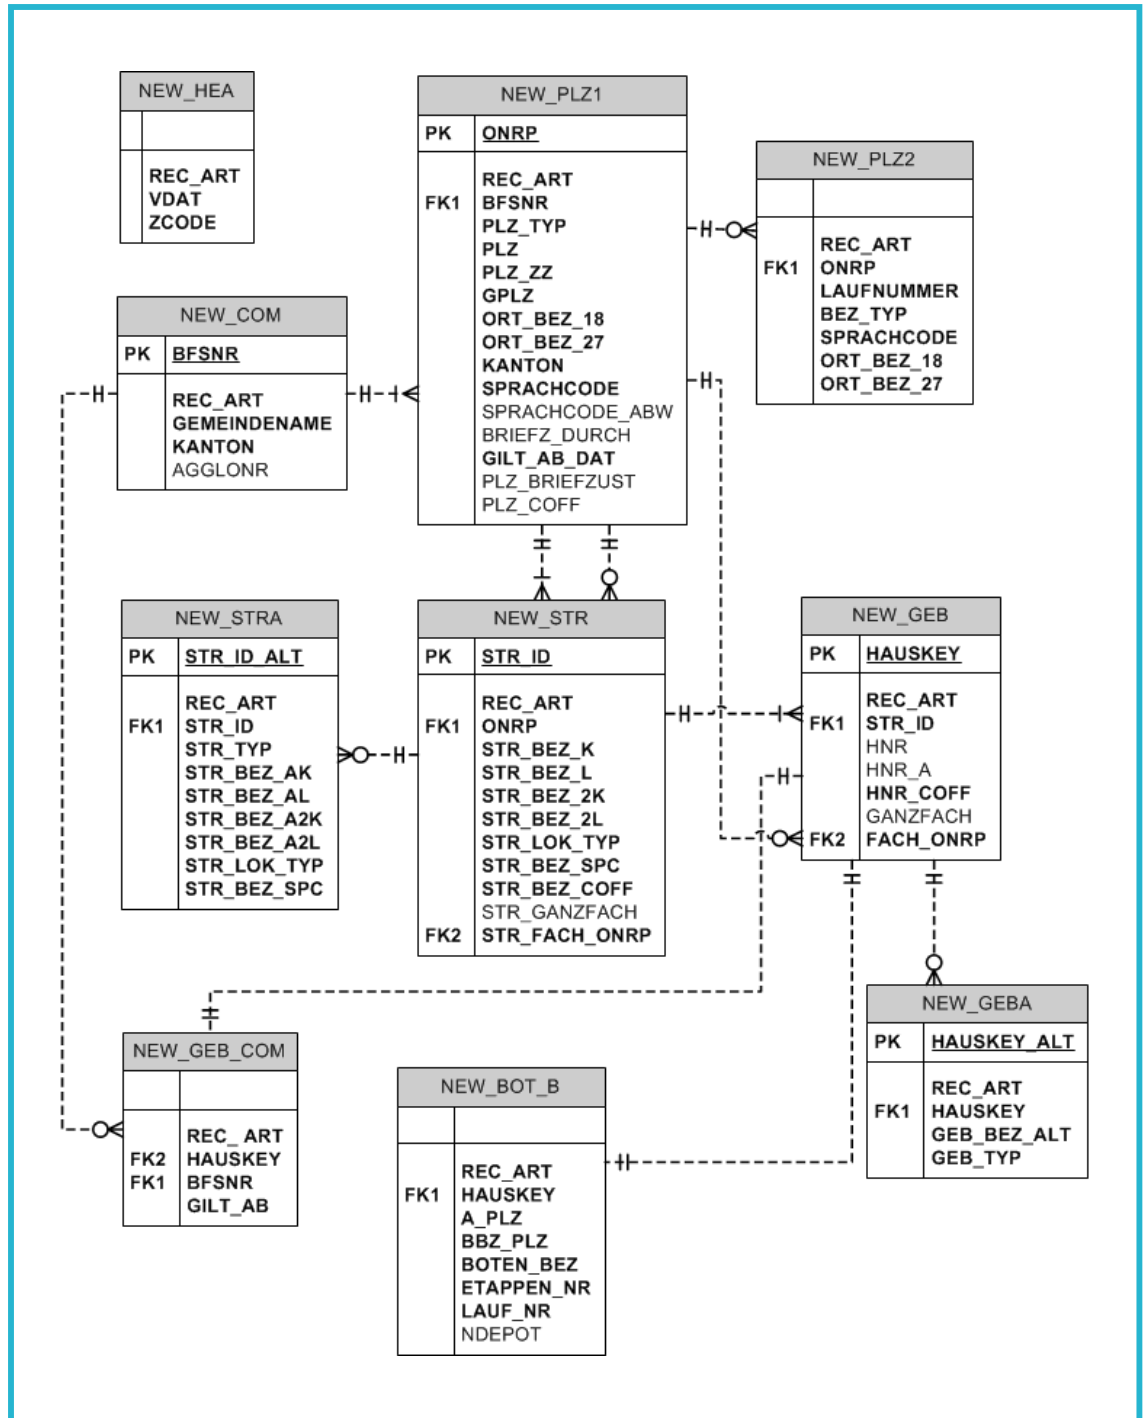 NEW_HEA
REC_ART
VDAT
ZCODE
NEW_PLZ1
PK ONRP
REC_ART
FK1 BFSNR
PLZ_TYP
PLZ
PLZ_ZZ
GPLZ
ORT_BEZ_18
ORT_BEZ_27
KANTON
SPRACHCODE
SPRACHCODE_ABW
BRIEFZ_DURCH
GILT_AB_DAT
PLZ_BRIEFZUST
PLZ_COFF
NEW_PLZ2
REC_ART
FK1 ONRP
LAUFNUMMER
BEZ_TYP
SPRACHCODE
ORT_BEZ_18
ORT_BEZ_27
NEW_COM
PK BFSNR
REC_ART
GEMEINDENAME
KANTON
AGGLONR
NEW_STRA
PK STR_ID_ALT
REC_ART
FK1 STR_ID
STR_TYP
STR_BEZ_AK
STR_BEZ_AL
STR_BEZ_A2K
STR_BEZ_A2L
STR_LOK_TYP
STR_BEZ_SPC
NEW_STR
PK STR_ID
REC_ART
FK1 ONRP
STR_BEZ_K
STR_BEZ_L
STR_BEZ_2K
STR_BEZ_2L
STR_LOK_TYP
STR_BEZ_SPC
STR_BEZ_COFF
STR_GANZFACH
FK2 STR_FACH_ONRP
NEW_GEB
PK HAUSKEY
REC_ART
FK1 STR_ID
HNR
HNR_A
HNR_COFF
GANZFACH
FK2 FACH_ONRP
NEW_GEB_COM
REC_ ART
FK2 HAUSKEY
FK1 BFSNR
GILT_AB
NEW_BOT_B
REC_ART
FK1 HAUSKEY
A_PLZ
BBZ_PLZ
BOTEN_BEZ
ETAPPEN_NR
LAUF_NR
NDEPOT
NEW_GEBA
PK HAUSKEY_ALT
REC_ART
FK1 HAUSKEY
GEB_BEZ_ALT
GEB_TYP